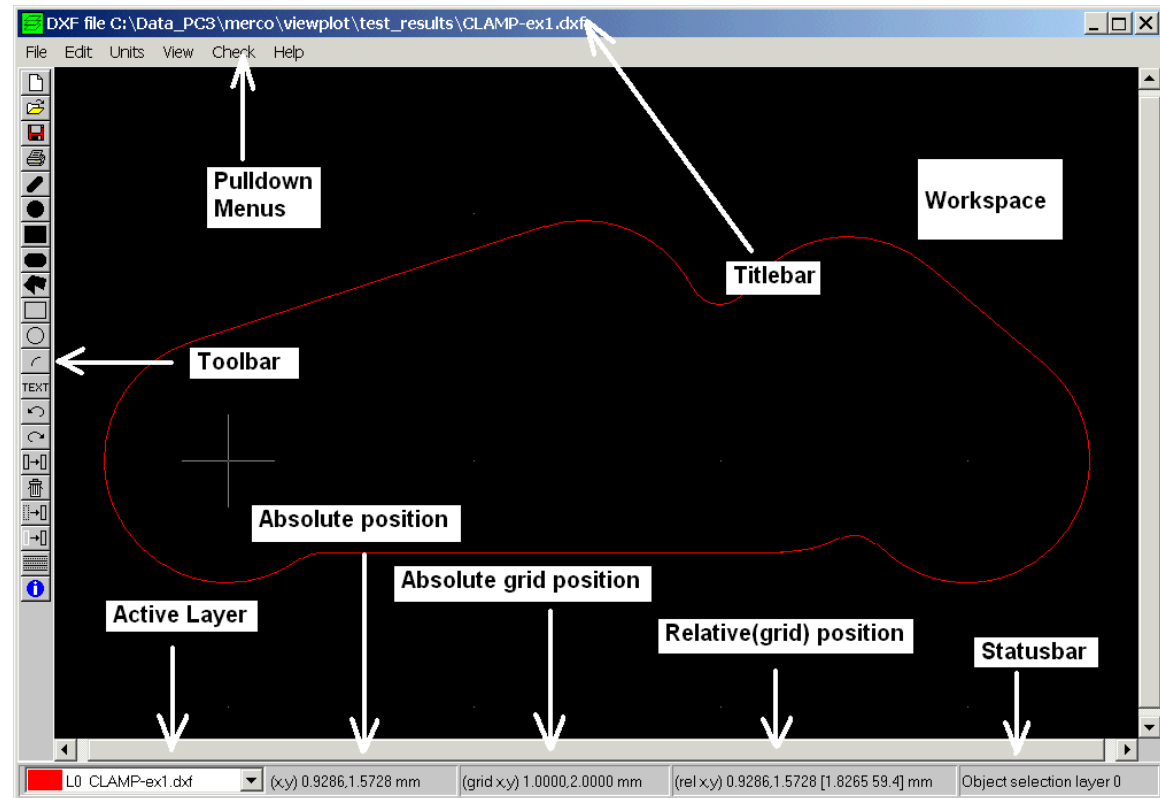 DXF file C:\Data_PC3\merco\viewplot\test_results\CLAMP-ex1.dxf
File Edit Units View Check Help
Pulldown
Menus
Workspace
Titlebar
Toolbar
TEXT
Absolute position
Absolute grid position
Active Layer
Relative(grid) position
Statusbar
L0 CLAMP-ex1.dxf (x,y) 0.9286,1.5728 mm (grid x,y) 1.0000,2.0000 mm (rel x,y) 0.9286,1.5728 [1.8265 59.4] mm Object selection layer 0